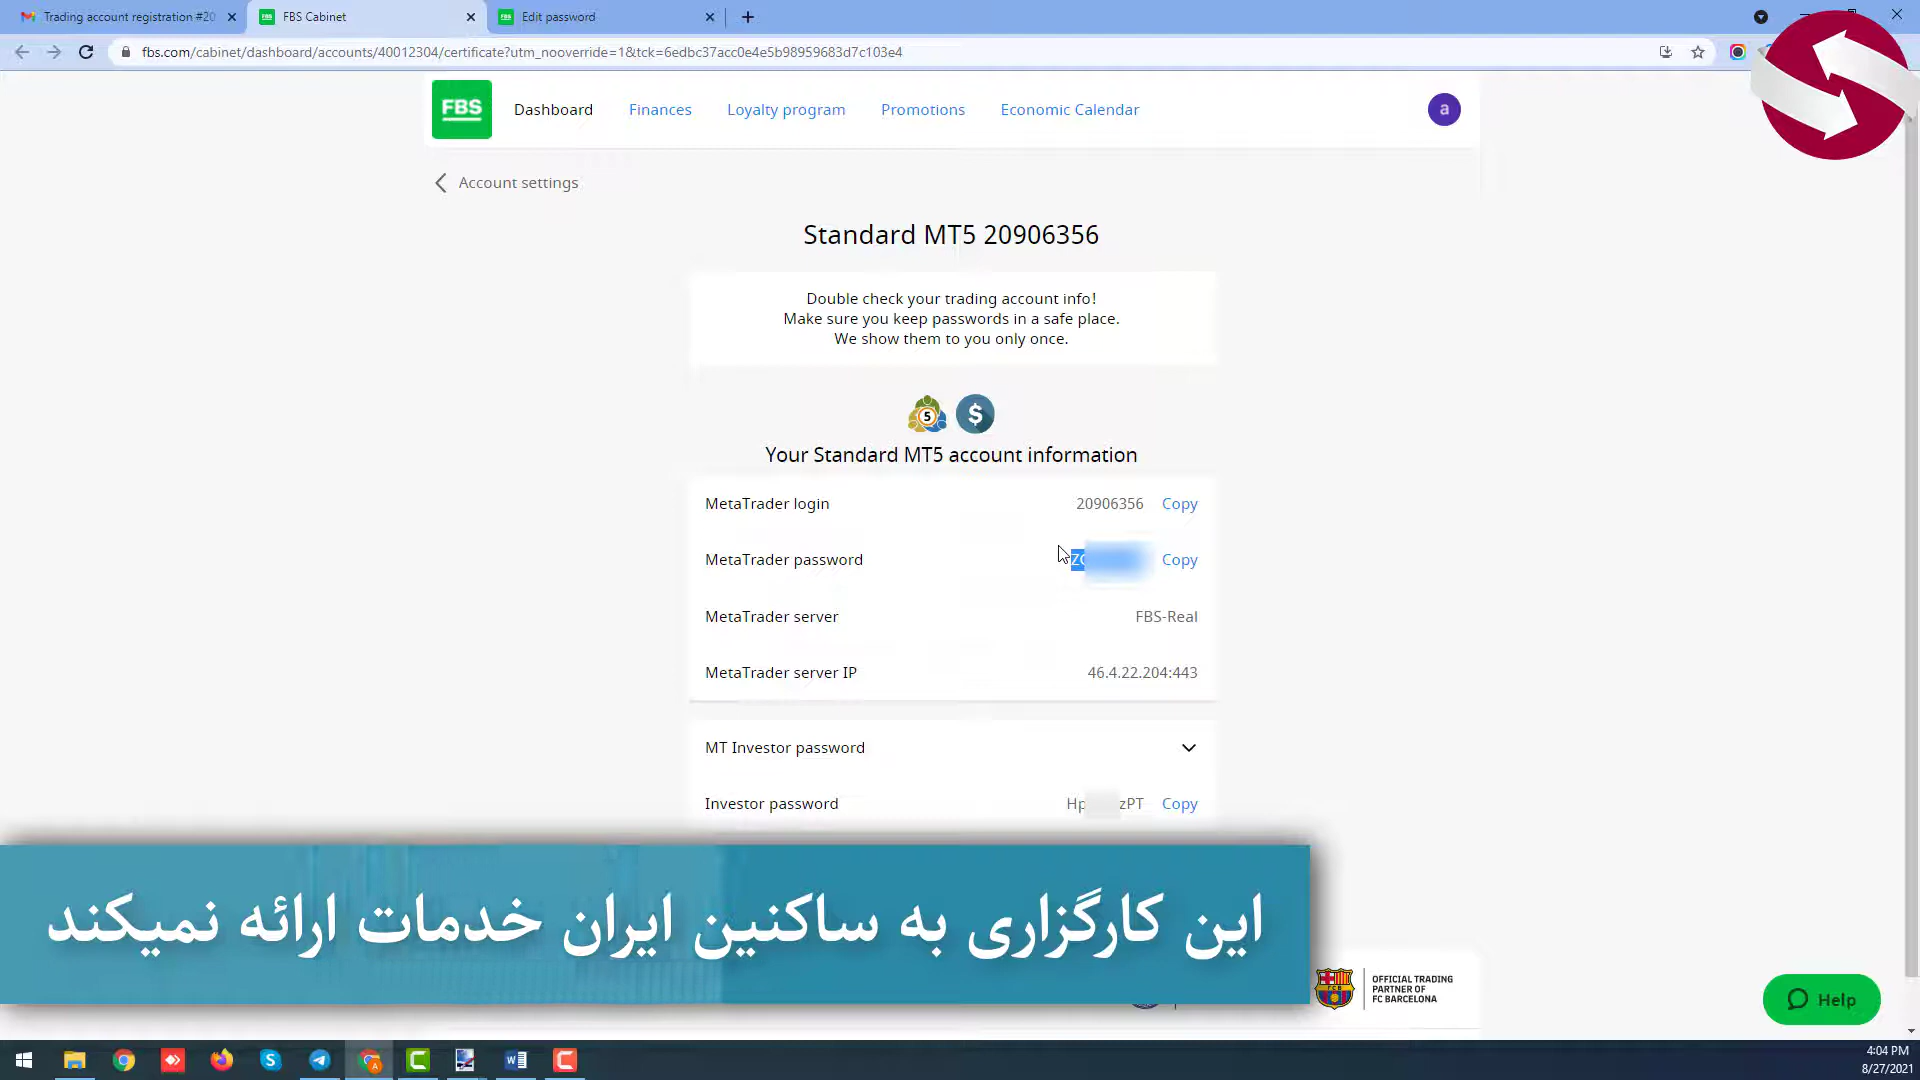 Trading account registration #20
FBS Cabinet
Edit password
fbs.com/cabinet/dashboard/accounts/40012304/certificate?utm_nooverride=1&tck=6edbc37acc0e4e5b98959683d7c103e4
FBS
Dashboard
Finances
Loyalty program
Promotions
Economic Calendar
a
Account settings
Standard MT5 20906356
Double check your trading account info!
Make sure you keep passwords in a safe place.
We show them to you only once.
5 $
Your Standard MT5 account information
MetaTrader login 20906356 Copy
MetaTrader password Copy
MetaTrader server FBS-Real
MetaTrader server IP 46.4.22.204:443
MT Investor password
Investor password Hp zPT Copy
این کارگزاری به ساکنین ایران خدمات ارائه نمیکند
OFFICIAL TRADING
PARTNER OF
FC BARCELONA
Help
4:04 PM
8/27/2021